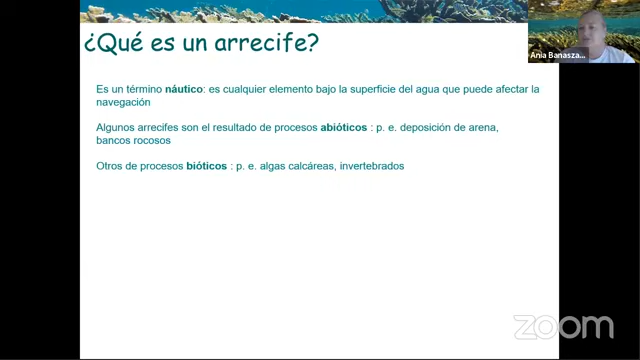 ¿Qué es un arrecife?
Ania Banasza...
Es un término náutico: es cualquier elemento bajo la superficie del agua que puede afectar la
navegación
Algunos arrecifes son el resultado de procesos abióticos : p. e. deposición de arena,
bancos rocosos
Otros de procesos bióticos : p. e. algas calcáreas, invertebrados
zoom